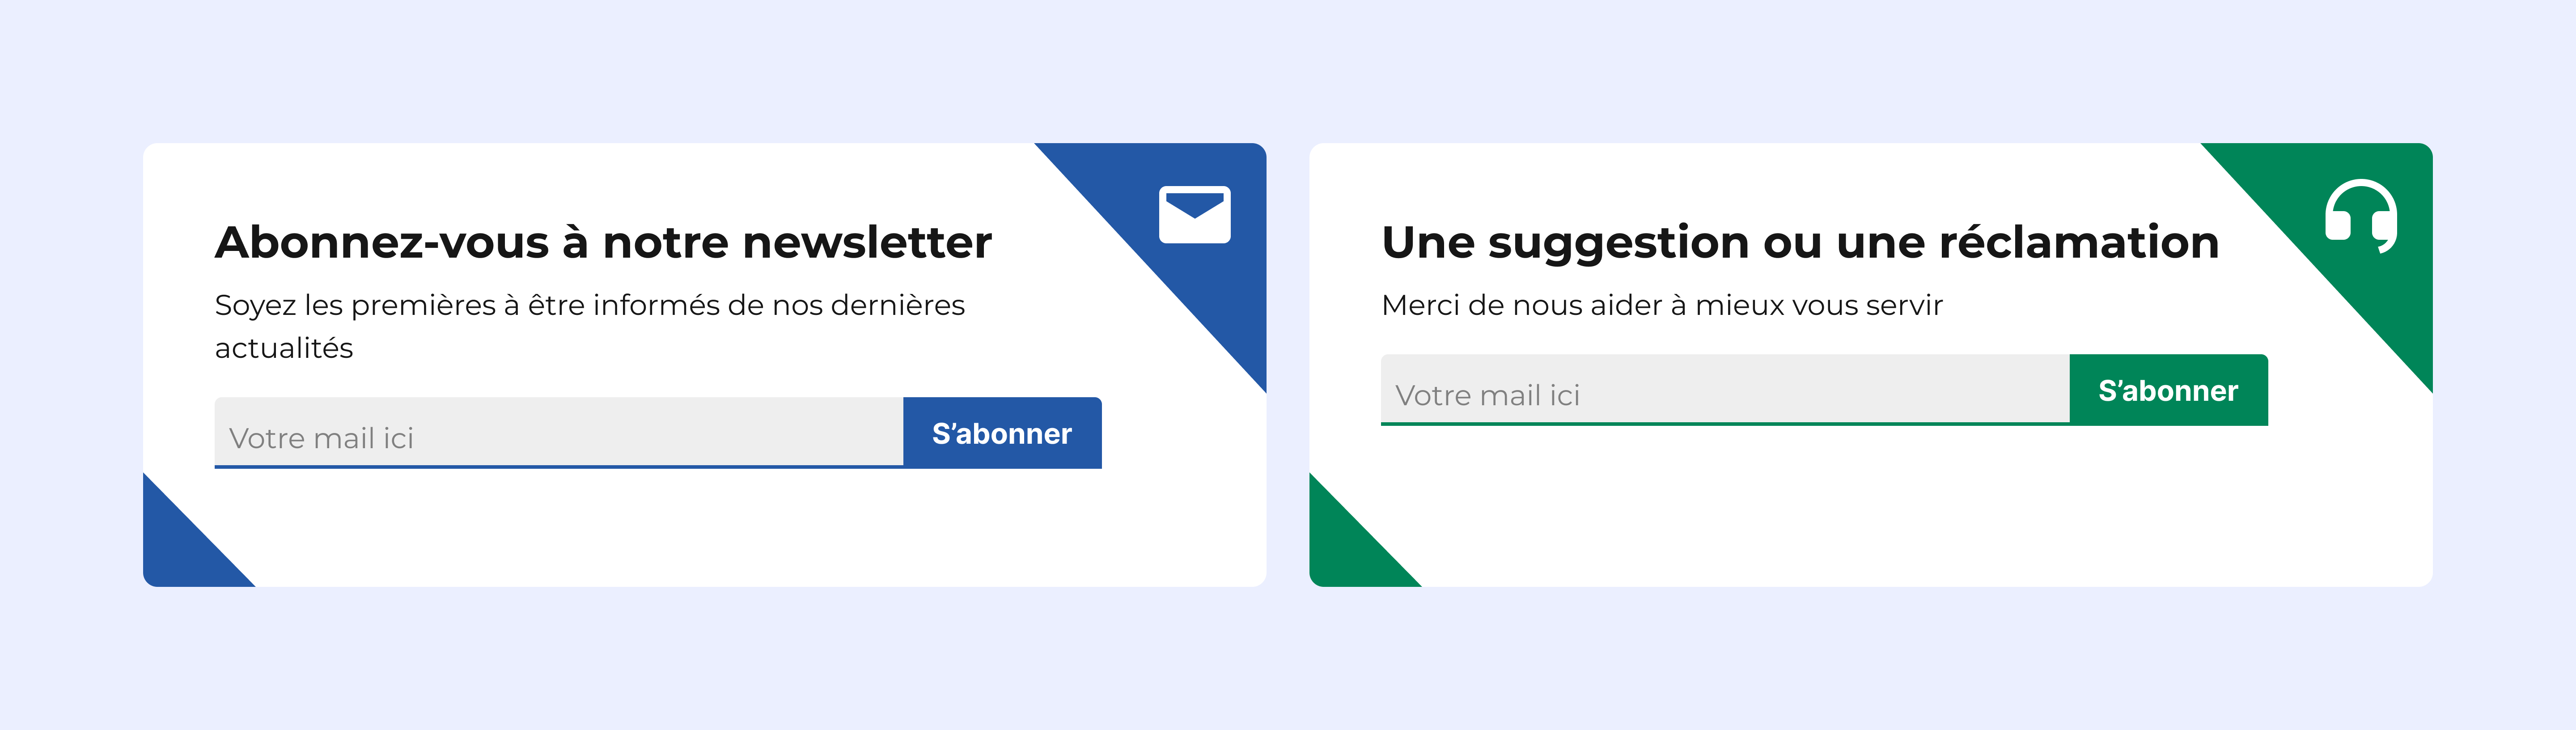 Abonnez-vous à notre newsletter
Soyez les premières à être informés de nos dernières
actualités
Votre mail ici
S’abonner
Une suggestion ou une réclamation
Merci de nous aider à mieux vous servir
Votre mail ici
S’abonner